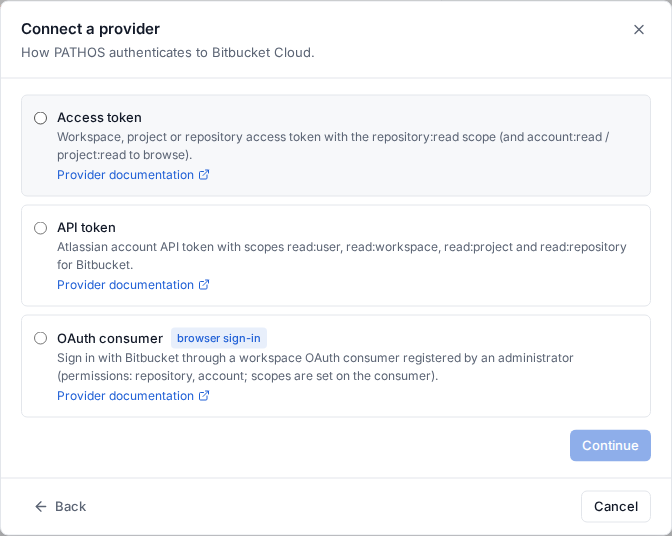 Connect a provider
How PATHOS authenticates to Bitbucket Cloud.
Access token
Workspace, project or repository access token with the repository:read scope (and account:read /
project:read to browse).
Provider documentation
API token
Atlassian account API token with scopes read:user, read:workspace, read:project and read:repository
for Bitbucket.
Provider documentation
OAuth consumer browser sign-in
Sign in with Bitbucket through a workspace OAuth consumer registered by an administrator
(permissions: repository, account; scopes are set on the consumer).
Provider documentation
Continue
Back Cancel